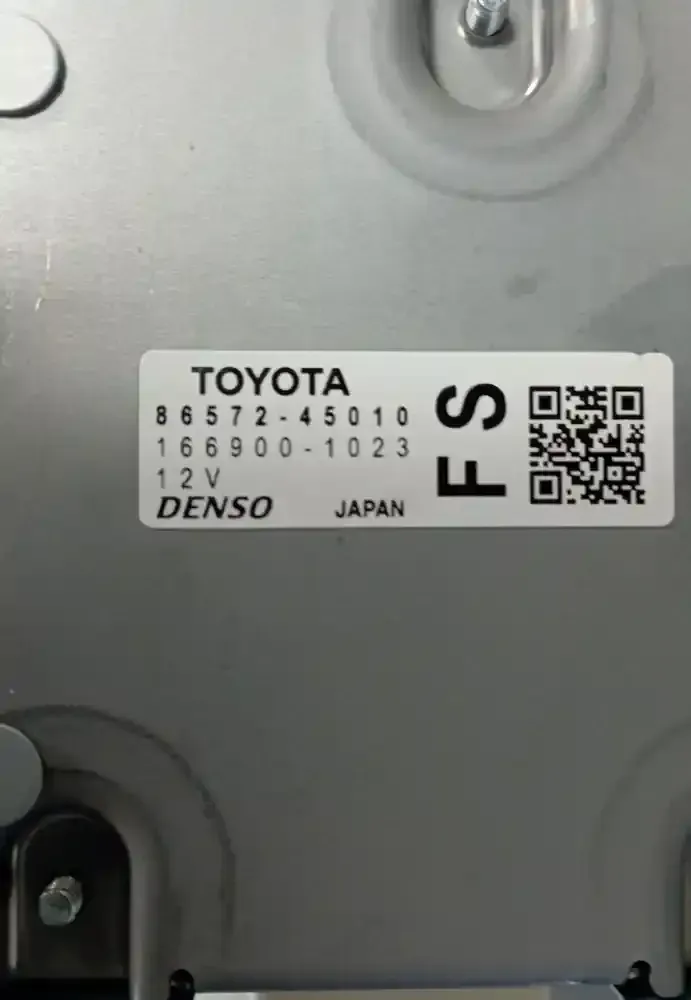 TOYOTA
86572-45010
166900-1023
12V
DENSO JAPAN
FS